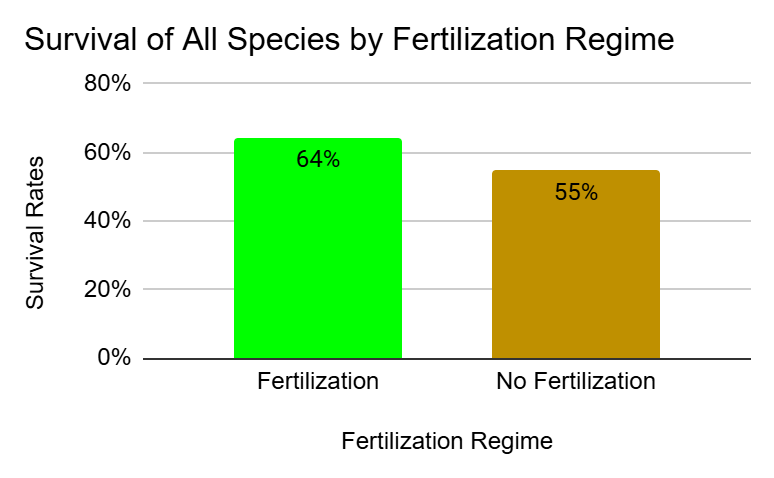 Survival of All Species by Fertilization Regime
80%
60%
40%
20%
0%
Survival Rates
64%
55%
Fertilization
No Fertilization
Fertilization Regime